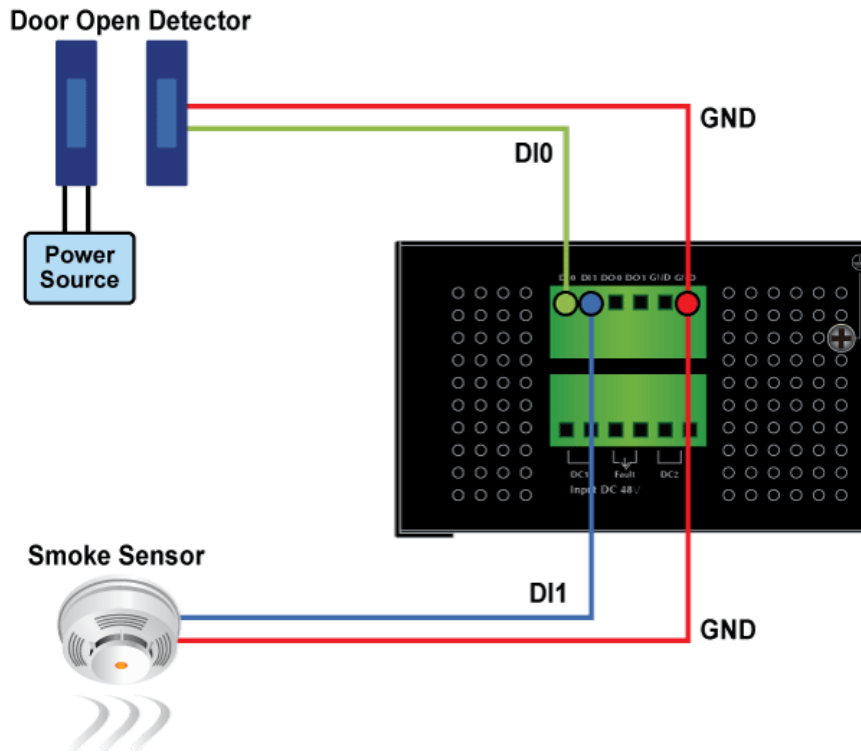 Door Open Detector
GND
DI0
Power
Source
DI0 DI1 DO0 DO1 GND GND
DC1 Fault DC2
Input DC 48V
Smoke Sensor
DI1
GND